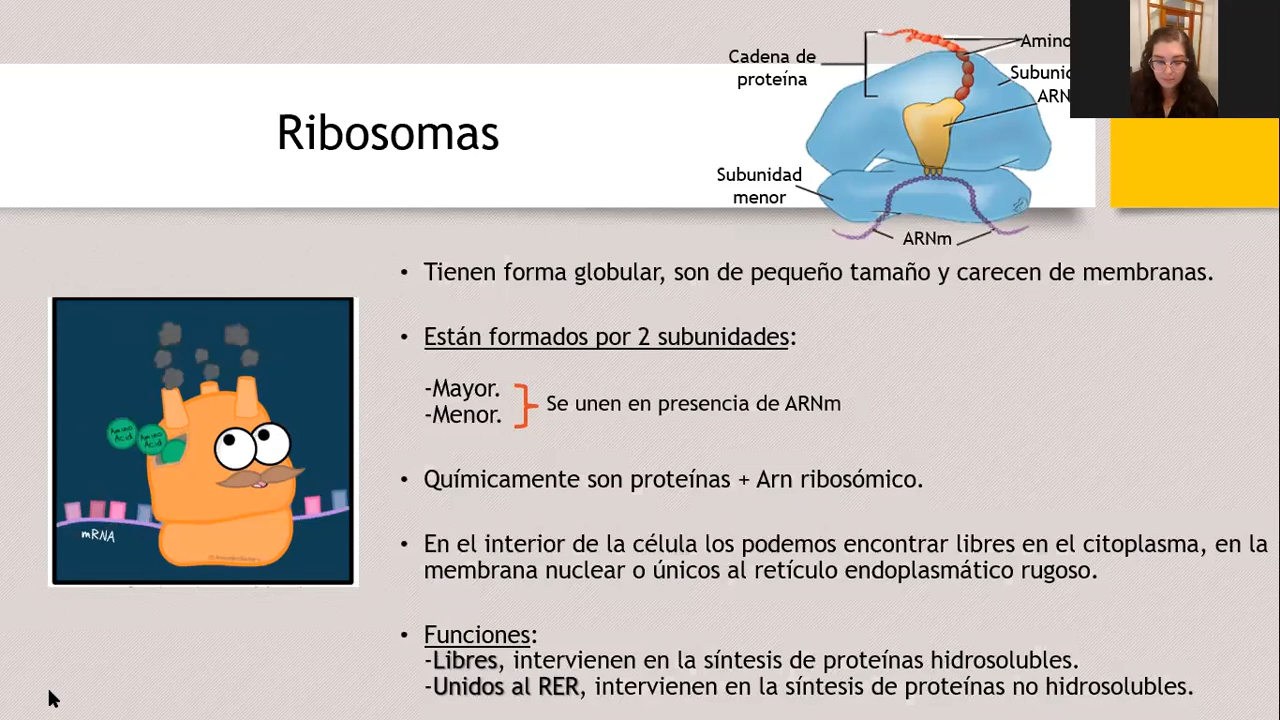 Cadena de
proteína
Subunidad
menor
ARNm
Ribosomas
• Tienen forma globular, son de pequeño tamaño y carecen de membranas.
• Están formados por 2 subunidades:
-Mayor.
-Menor.
Se unen en presencia de ARNm
• Químicamente son proteínas + Arn ribosómico.
• En el interior de la célula los podemos encontrar libres en el citoplasma, en la
membrana nuclear o únicos al retículo endoplasmático rugoso.
• Funciones:
-Libres, intervienen en la síntesis de proteínas hidrosolubles.
-Unidos al RER, intervienen en la síntesis de proteínas no hidrosolubles.
Amino
Acid
Amino
Acid
mRNA